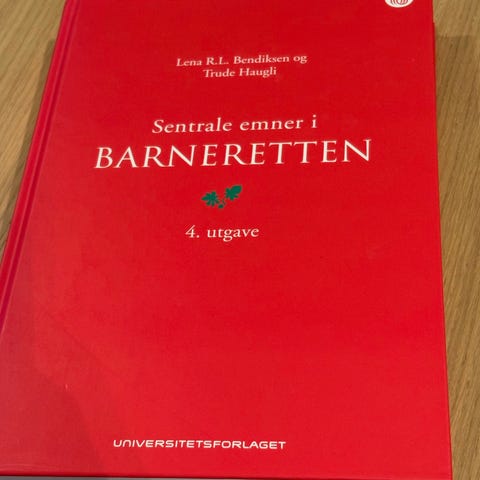 Lena R.L. Bendiksen og
Trude Haugli
Sentrale emner i
BARNERETTEN
4. utgave
UNIVERSITETSFORLAGET